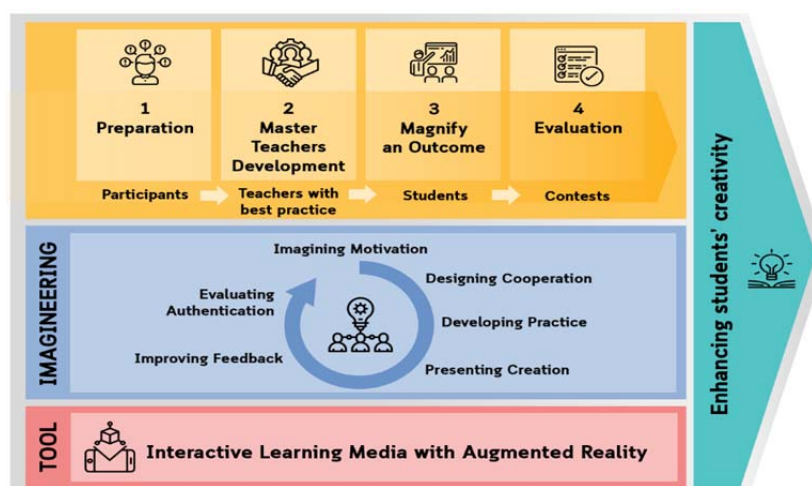 1
Preparation
2
Master
Teachers
Development
3
Magnify
an Outcome
4
Evaluation
Participants
Teachers with
best practice
Students
Contests
IMAGINEERING
Imagining Motivation
Designing Cooperation
Developing Practice
Presenting Creation
Improving Feedback
Evaluating
Authentication
TOOL
Interactive Learning Media with Augmented Reality
Enhancing students' creativity